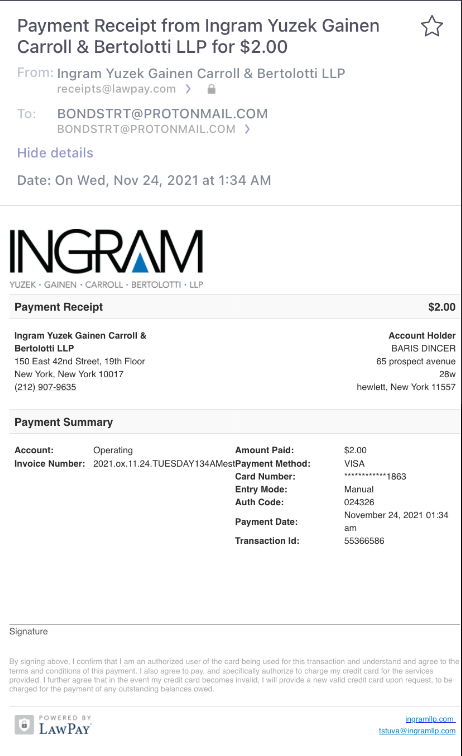 Payment Receipt from Ingram Yuzek Gainen
Carroll & Bertolotti LLP for $2.00
From: Ingram Yuzek Gainen Carroll & Bertolotti LLP
receipts@lawpay.com >
To: BONDSTRT@PROTONMAIL.COM
BONDSTRT@PROTONMAIL.COM >
Hide details
Date: On Wed, Nov 24, 2021 at 1:34 AM
INGRAM
YUZEK · GAINEN · CARROLL · BERTOLOTTI · LLP
Payment Receipt $2.00
Ingram Yuzek Gainen Carroll & Account Holder
Bertolotti LLP BARIS DINCER
150 East 42nd Street, 19th Floor 65 prospect avenue
New York, New York 10017 28w
(212) 907-9635 hewlett, New York 11557
Payment Summary
Account: Operating Amount Paid: $2.00
Invoice Number: 2021.ox.11.24.TUESDAY134AMest Payment Method: VISA
Card Number: ************1863
Entry Mode: Manual
Auth Code: 024326
Payment Date: November 24, 2021 01:34 am
Transaction Id: 55366586
Signature
By signing above, I confirm that I am an authorized user of the card being used for this transaction and understand and agree to the
terms and conditions of this payment. I also agree to pay, and specifically authorize to charge my credit card for the services
provided. I further agree that in the event my credit card becomes invalid, I will provide a new valid credit card upon request, to be
charged for the payment of any outstanding balances owed.
POWERED BY
LAWPAY
ingramllp.com
tstuva@ingramllp.com